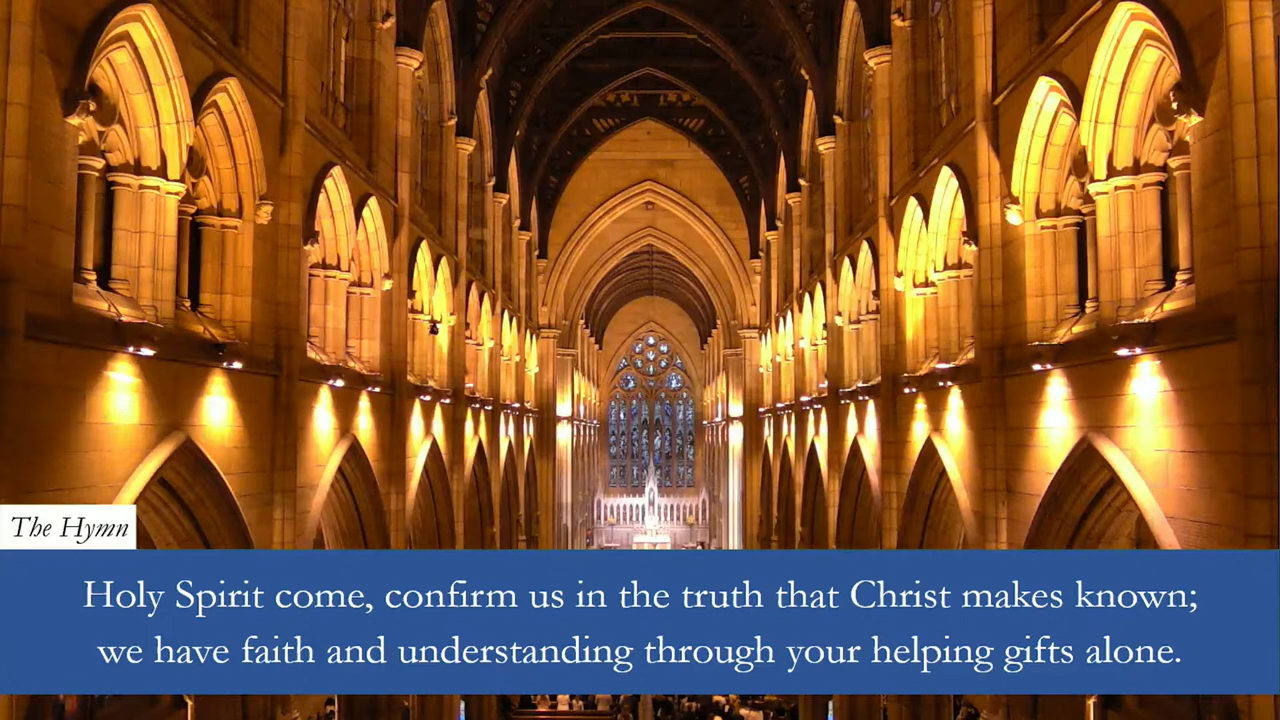 The Hymn
Holy Spirit come, confirm us in the truth that Christ makes known;
we have faith and understanding through your helping gifts alone.